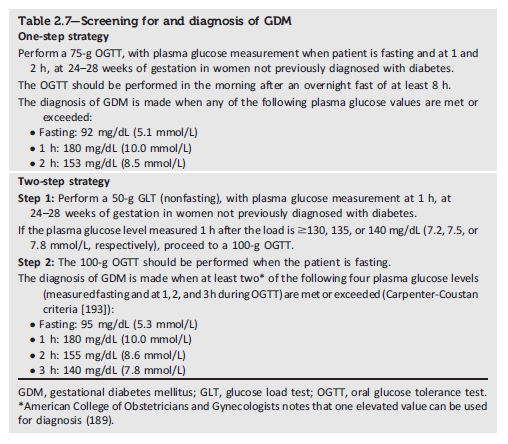 Table 2.7—Screening for and diagnosis of GDM
One-step strategy
Perform a 75-g OGTT, with plasma glucose measurement when patient is fasting and at 1 and
2 h, at 24–28 weeks of gestation in women not previously diagnosed with diabetes.
The OGTT should be performed in the morning after an overnight fast of at least 8 h.
The diagnosis of GDM is made when any of the following plasma glucose values are met or
exceeded:
• Fasting: 92 mg/dL (5.1 mmol/L)
• 1 h: 180 mg/dL (10.0 mmol/L)
• 2 h: 153 mg/dL (8.5 mmol/L)
Two-step strategy
Step 1: Perform a 50-g GLT (nonfasting), with plasma glucose measurement at 1 h, at
24–28 weeks of gestation in women not previously diagnosed with diabetes.
If the plasma glucose level measured 1 h after the load is ≥130, 135, or 140 mg/dL (7.2, 7.5, or
7.8 mmol/L, respectively), proceed to a 100-g OGTT.
Step 2: The 100-g OGTT should be performed when the patient is fasting.
The diagnosis of GDM is made when at least two* of the following four plasma glucose levels
(measured fasting and at 1, 2, and 3 h during OGTT) are met or exceeded (Carpenter-Coustan
criteria [193]):
• Fasting: 95 mg/dL (5.3 mmol/L)
• 1 h: 180 mg/dL (10.0 mmol/L)
• 2 h: 155 mg/dL (8.6 mmol/L)
• 3 h: 140 mg/dL (7.8 mmol/L)
GDM, gestational diabetes mellitus; GLT, glucose load test; OGTT, oral glucose tolerance test.
*American College of Obstetricians and Gynecologists notes that one elevated value can be used
for diagnosis (189).